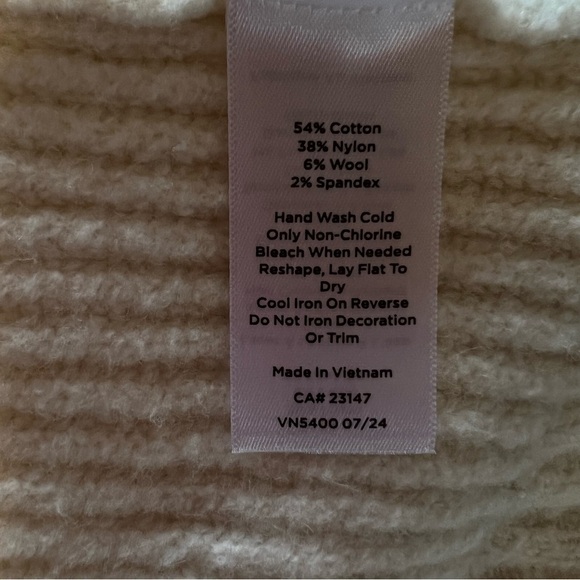 54% Cotton
38% Nylon
6% Wool
2% Spandex
Hand Wash Cold
Only Non-Chlorine
Bleach When Needed
Reshape, Lay Flat To
Dry
Cool Iron On Reverse
Do Not Iron Decoration
Or Trim
Made In Vietnam
CA# 23147
VN5400 07/24